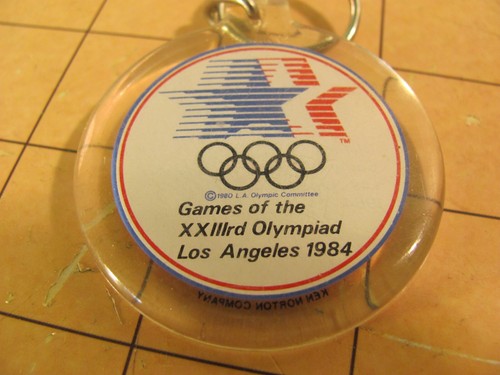 TM
©1980 L.A. Olympic Committee
Games of the
XXIIIrd Olympiad
Los Angeles 1984
KEN NORTON COMPANY